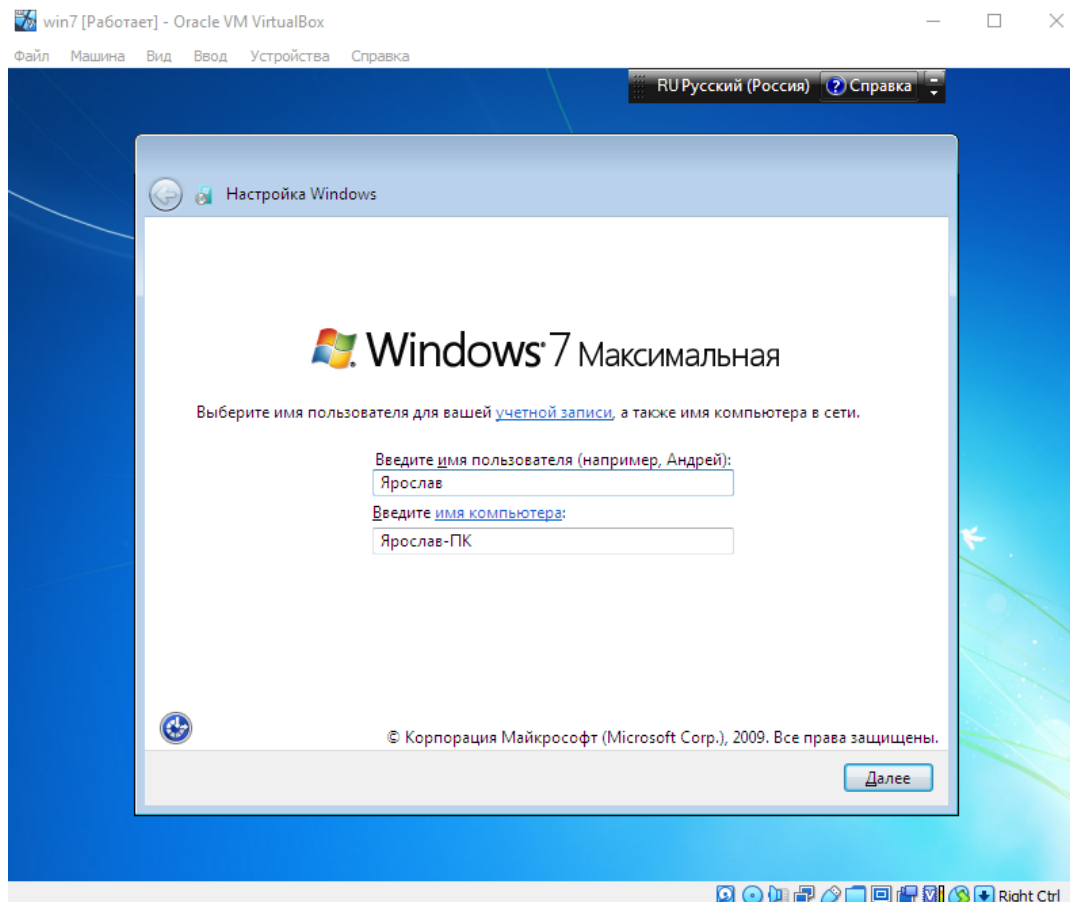 win7 [Работает] - Oracle VM VirtualBox
Файл Машина Вид Ввод Устройства Справка
RU Русский (Россия) ? Справка
Настройка Windows
Windows 7 Максимальная
Выберите имя пользователя для вашей учетной записи, а также имя компьютера в сети.
Введите имя пользователя (например, Андрей):
Ярослав
Введите имя компьютера:
Ярослав-ПК
© Корпорация Майкрософт (Microsoft Corp.), 2009. Все права защищены.
Далее
Right Ctrl